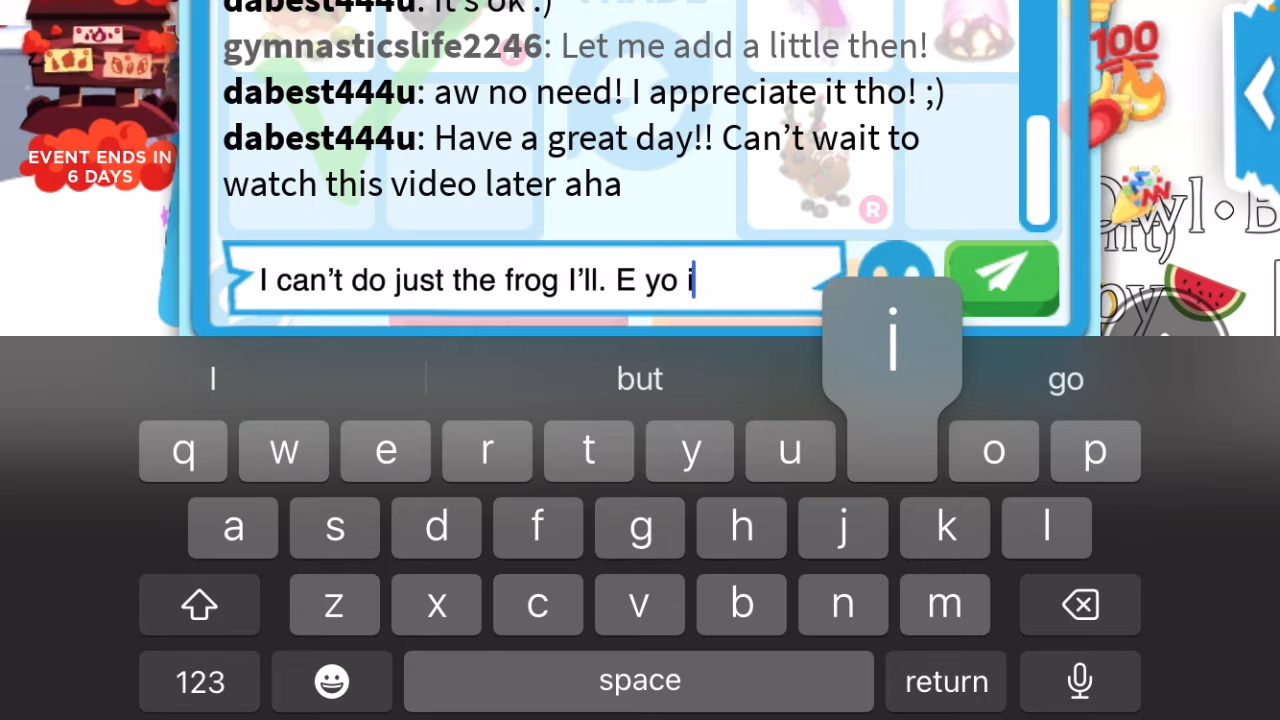 dabest444u: It's ok :)
gymnasticslife2246: Let me add a little then!
dabest444u: aw no need! I appreciate it tho! ;)
dabest444u: Have a great day!! Can't wait to
watch this video later aha
EVENT ENDS IN
6 DAYS
100
R
I can't do just the frog I'll. E yo i
i
I but go
q w e r t y u o p
a s d f g h j k l
z x c v b n m
123 space return